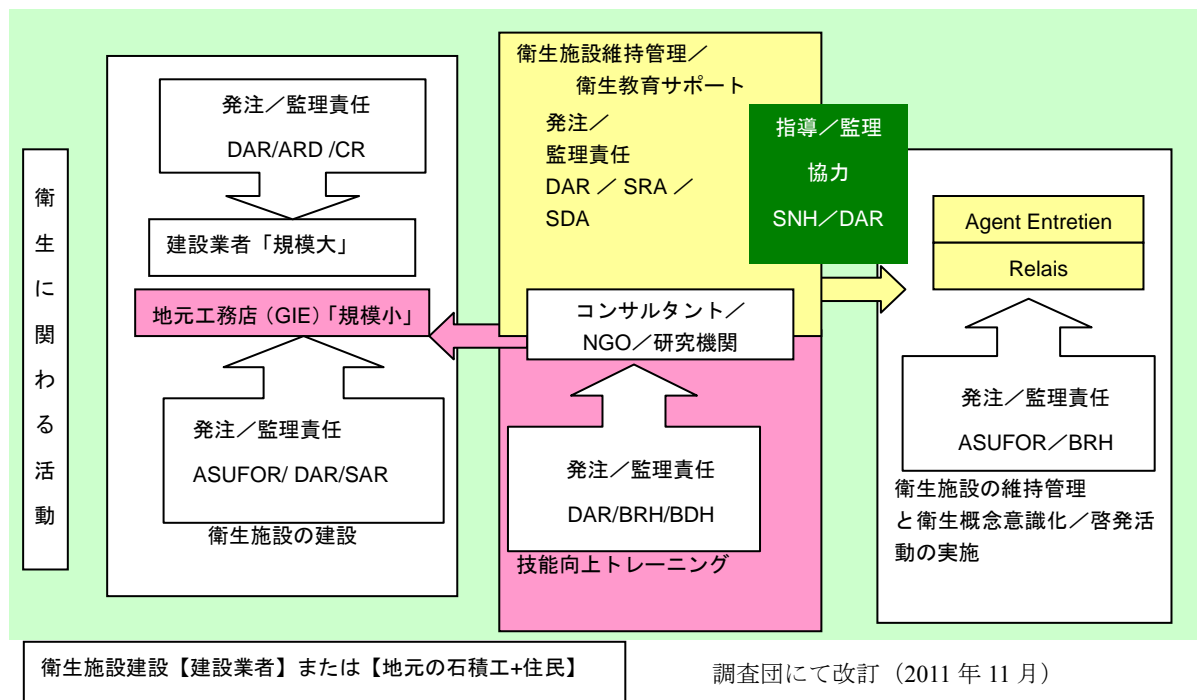 衛生に関わる活動
発注／監理責任
DAR/ARD /CR
建設業者「規模大」
地元工務店（GIE）「規模小」
発注／監理責任
ASUFOR/ DAR/SAR
衛生施設の建設
衛生施設維持管理／
衛生教育サポート
発注／
監理責任
DAR ／ SRA ／
SDA
コンサルタント／
NGO／研究機関
発注／監理責任
DAR/BRH/BDH
技能向上トレーニング
指導／監理
協力
SNH／DAR
Agent Entretien
Relais
発注／監理責任
ASUFOR／BRH
衛生施設の維持管理
と衛生概念意識化／啓発活
動の実施
衛生施設建設【建設業者】または【地元の石積工+住民】
調査団にて改訂（2011 年 11 月）